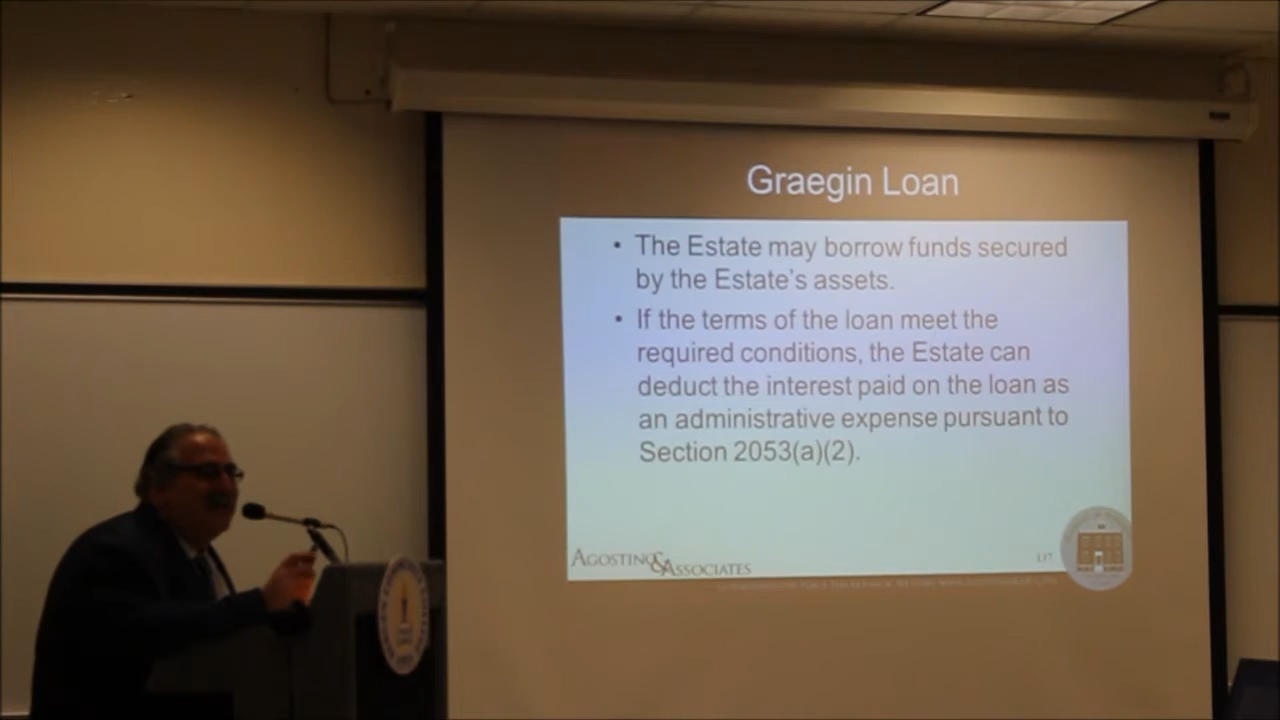 Graegin Loan
• The Estate may borrow funds secured
by the Estate's assets.
• If the terms of the loan meet the
required conditions, the Estate can
deduct the interest paid on the loan as
an administrative expense pursuant to
Section 2053(a)(2).
AGOSTINO & ASSOCIATES
137